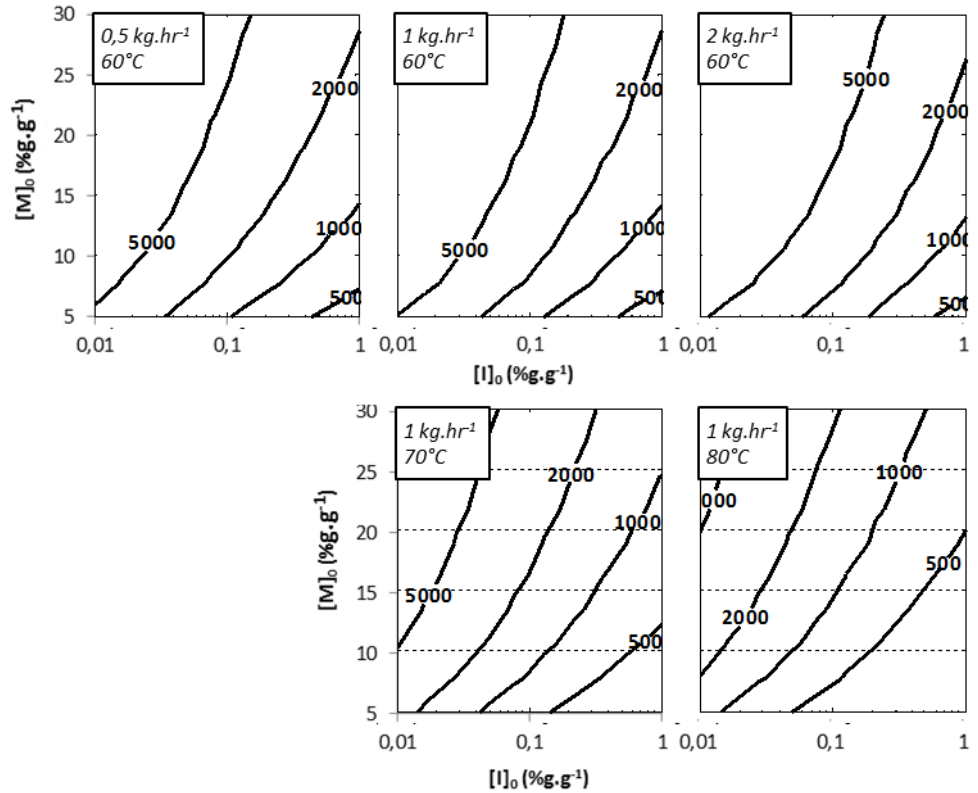 0,5 kg.hr⁻¹
60°C
1 kg.hr⁻¹
60°C
2 kg.hr⁻¹
60°C
[M]₀ (%g.g⁻¹)
30
25
20
15
10
5
5000
2000
1000
500
5000
2000
1000
500
5000
2000
1000
500
0,01 0,1 1
0,01 0,1 1
0,01 0,1 1
[I]₀ (%g.g⁻¹)
1 kg.hr⁻¹
70°C
1 kg.hr⁻¹
80°C
[M]₀ (%g.g⁻¹)
30
25
20
15
10
5
5000
2000
1000
500
000
2000
1000
500
0,01 0,1 1
0,01 0,1 1
[I]₀ (%g.g⁻¹)